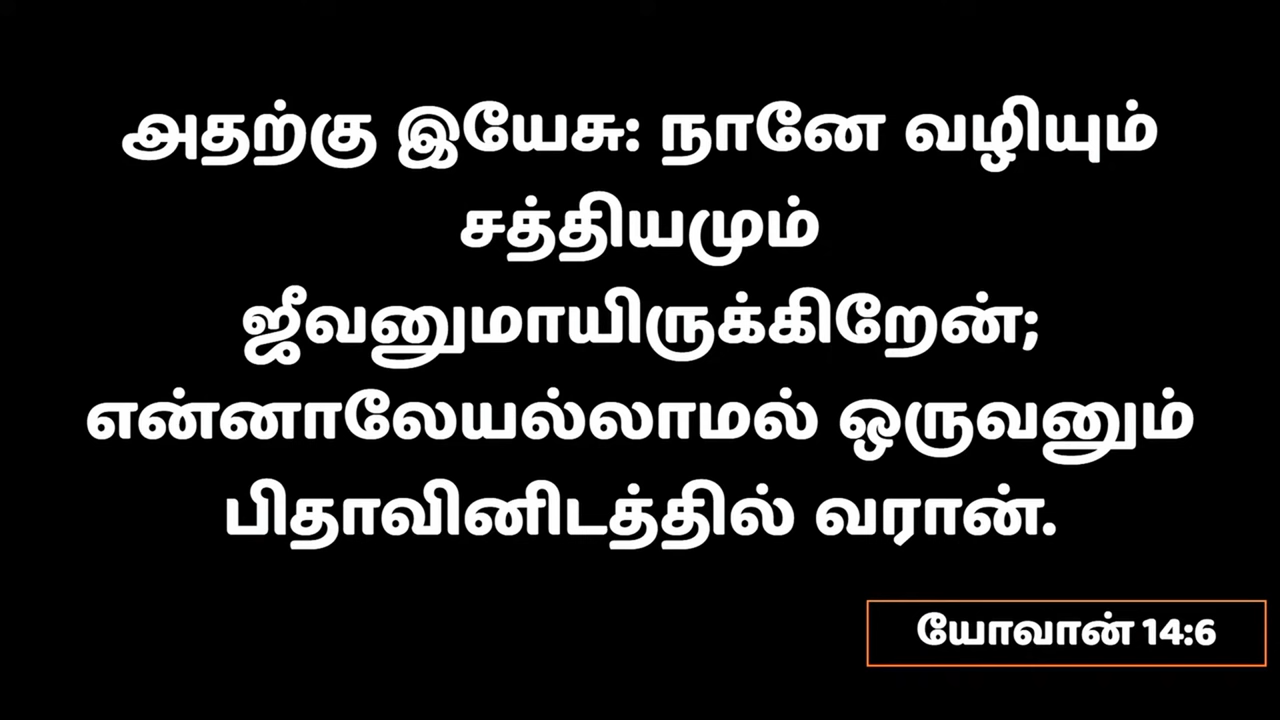 அதற்கு இயேசு: நானே வழியும்
சத்தியமும்
ஜீவனுமாயிருக்கிறேன்;
என்னாலேயல்லாமல் ஒருவனும்
பிதாவினிடத்தில் வரான்.
யோவான் 14:6